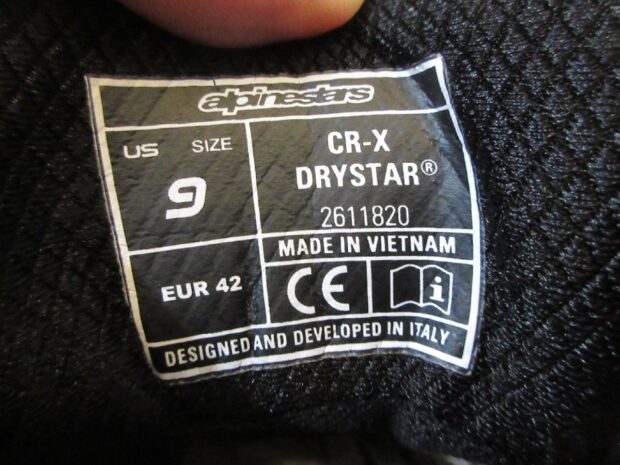 alpinestars
US SIZE
9
EUR 42
CR-X
DRYSTAR®
2611820
MADE IN VIETNAM
CE
i
DESIGNED AND DEVELOPED IN ITALY